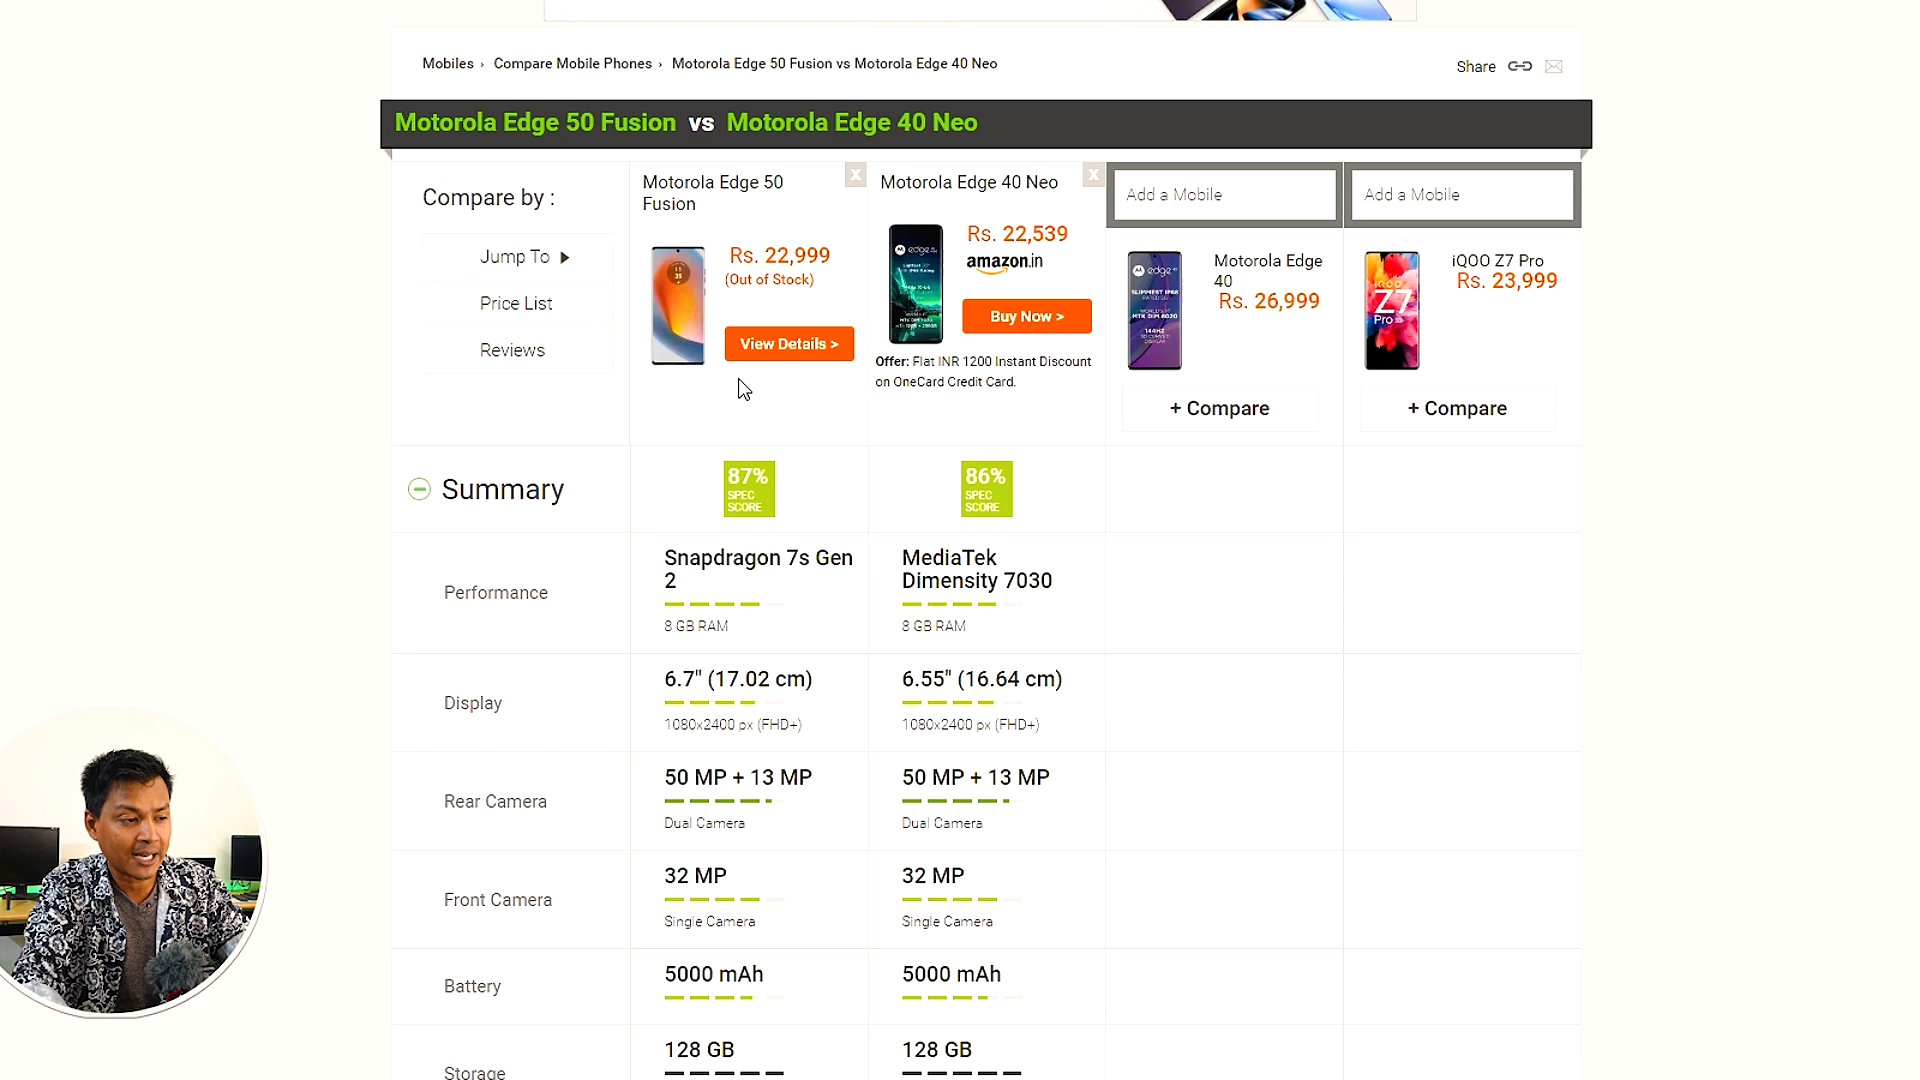 Mobiles › Compare Mobile Phones › Motorola Edge 50 Fusion vs Motorola Edge 40 Neo
Share
Motorola Edge 50 Fusion vs Motorola Edge 40 Neo
Compare by :
Jump To ▶
Price List
Reviews
Motorola Edge 50
Fusion
x
Rs. 22,999
(Out of Stock)
View Details >
Motorola Edge 40 Neo
x
Rs. 22,539
amazon.in
Buy Now >
Offer: Flat INR 1200 Instant Discount
on OneCard Credit Card.
Add a Mobile
Motorola Edge
40
Rs. 26,999
+ Compare
Add a Mobile
iQOO Z7 Pro
Rs. 23,999
+ Compare
edge
edge
SLIMMEST IP68
144HZ
iQOO
Z7
Pro
Summary
87%
SPEC
SCORE
86%
SPEC
SCORE
Performance
Snapdragon 7s Gen
2
8 GB RAM
MediaTek
Dimensity 7030
8 GB RAM
Display
6.7" (17.02 cm)
1080x2400 px (FHD+)
6.55" (16.64 cm)
1080x2400 px (FHD+)
Rear Camera
50 MP + 13 MP
Dual Camera
50 MP + 13 MP
Dual Camera
Front Camera
32 MP
Single Camera
32 MP
Single Camera
Battery
5000 mAh
5000 mAh
Storage
128 GB
128 GB